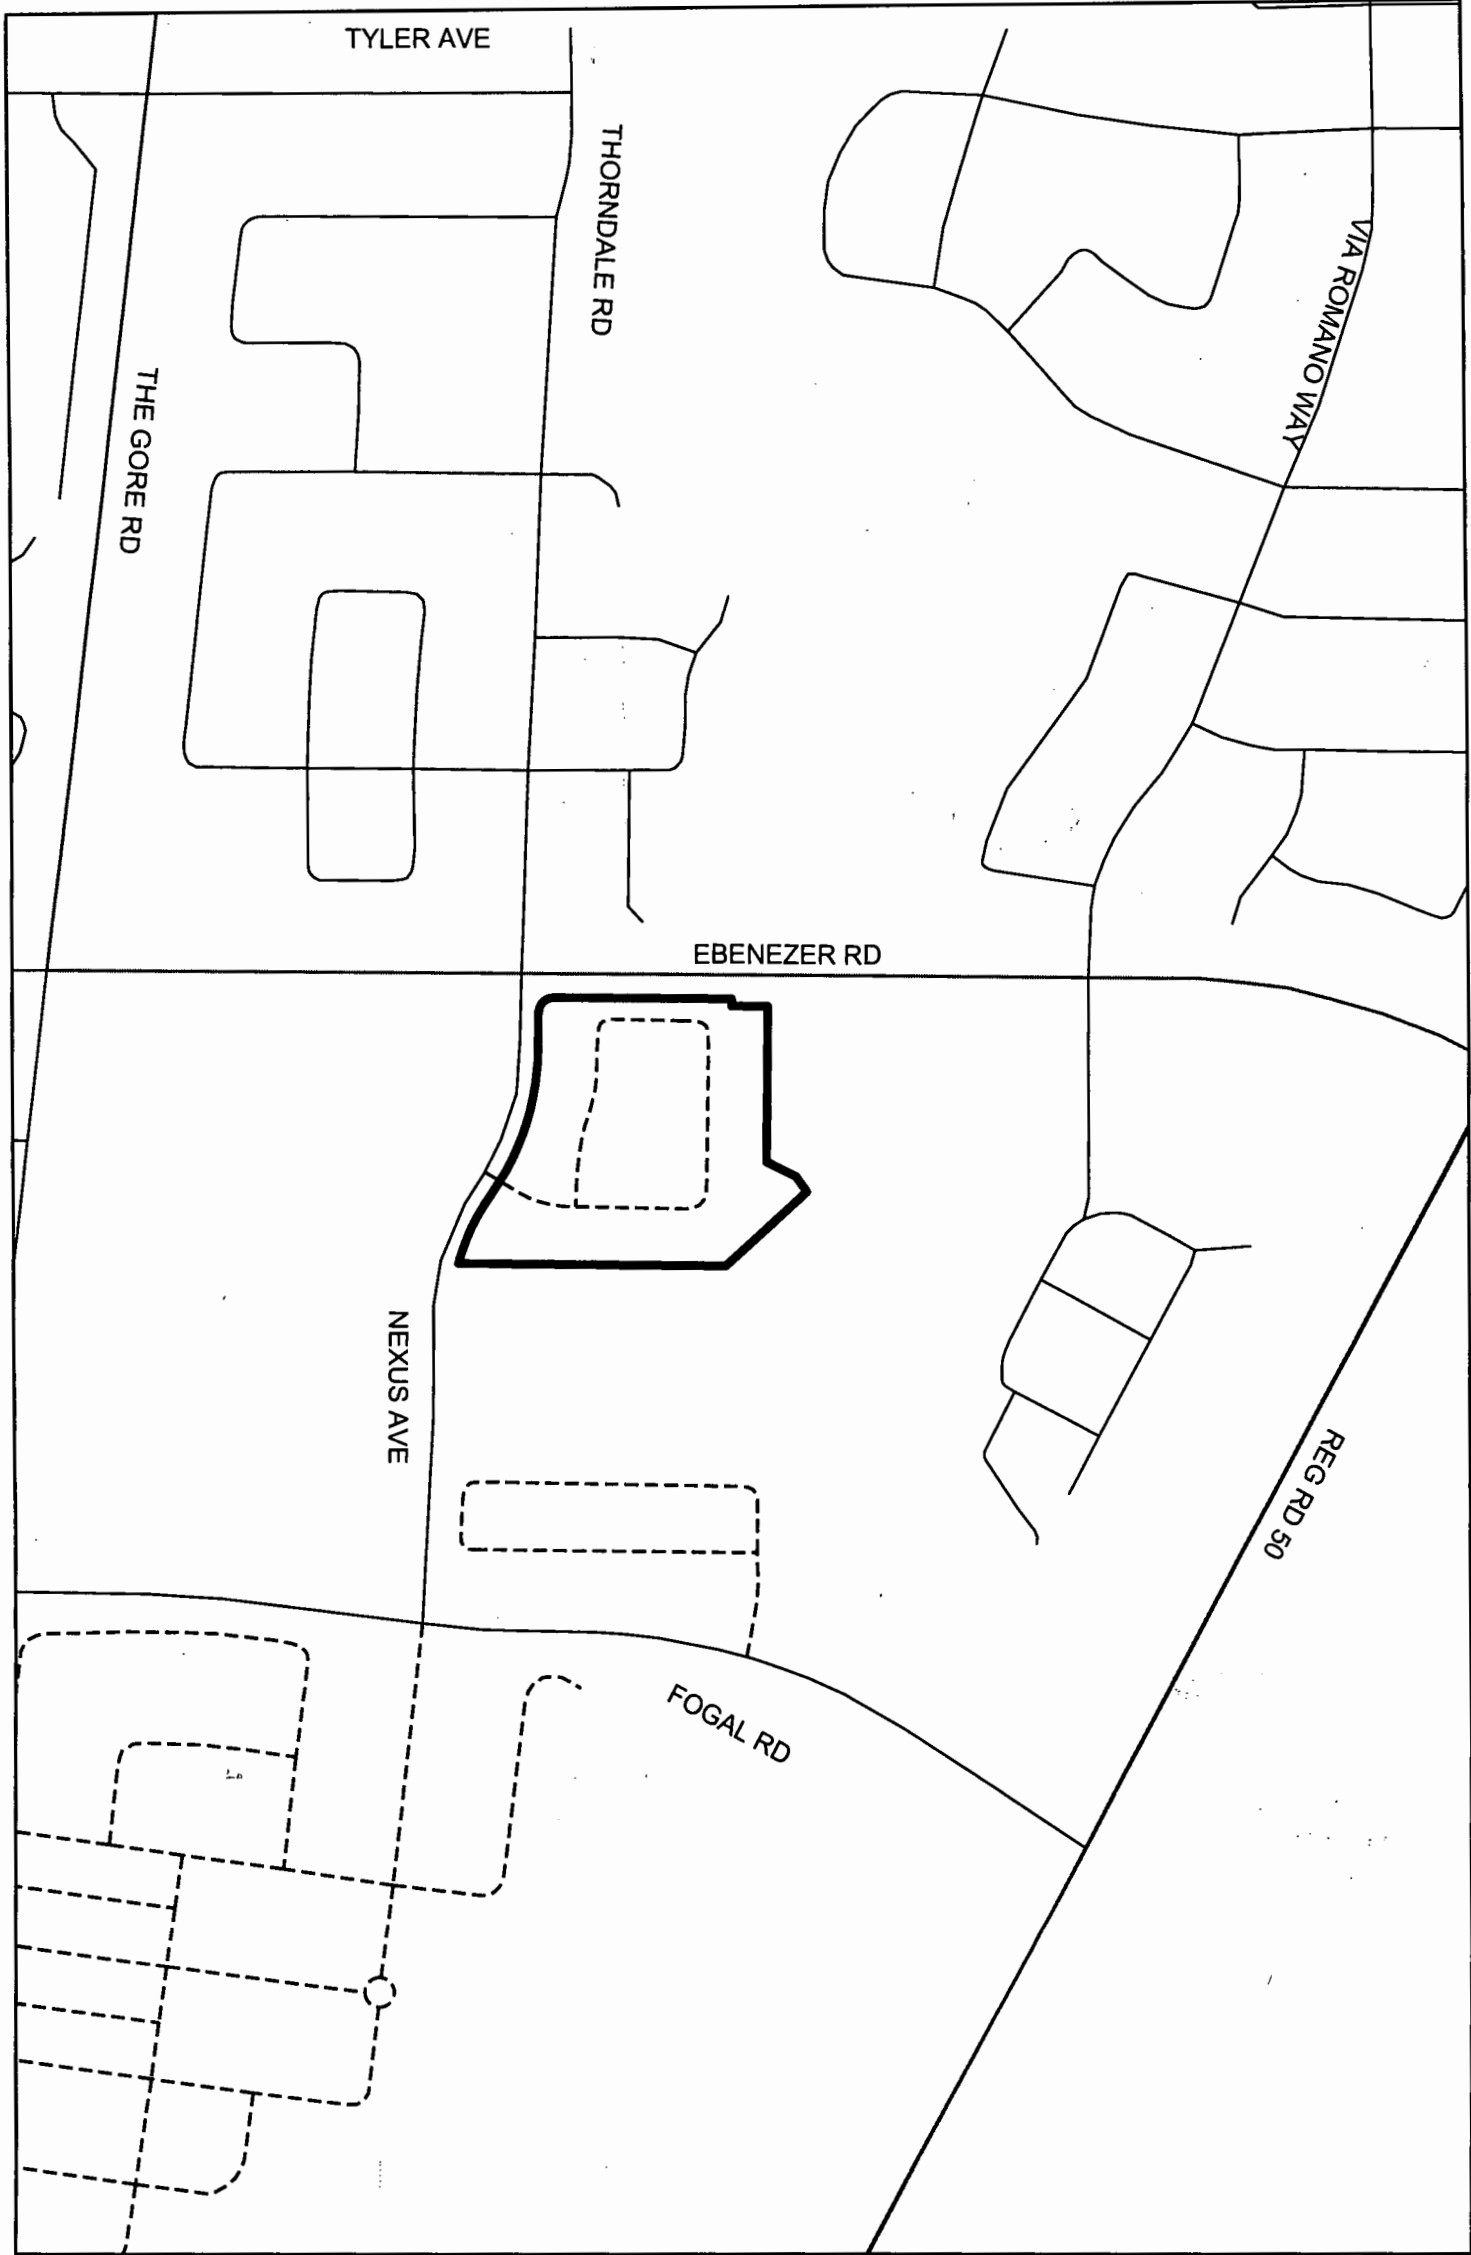 TYLER AVE
THORNDALE RD
VIA ROMANO WAY
THE GORE RD
EBENEZER RD
NEXUS AVE
REG RD 50
FOGAL RD